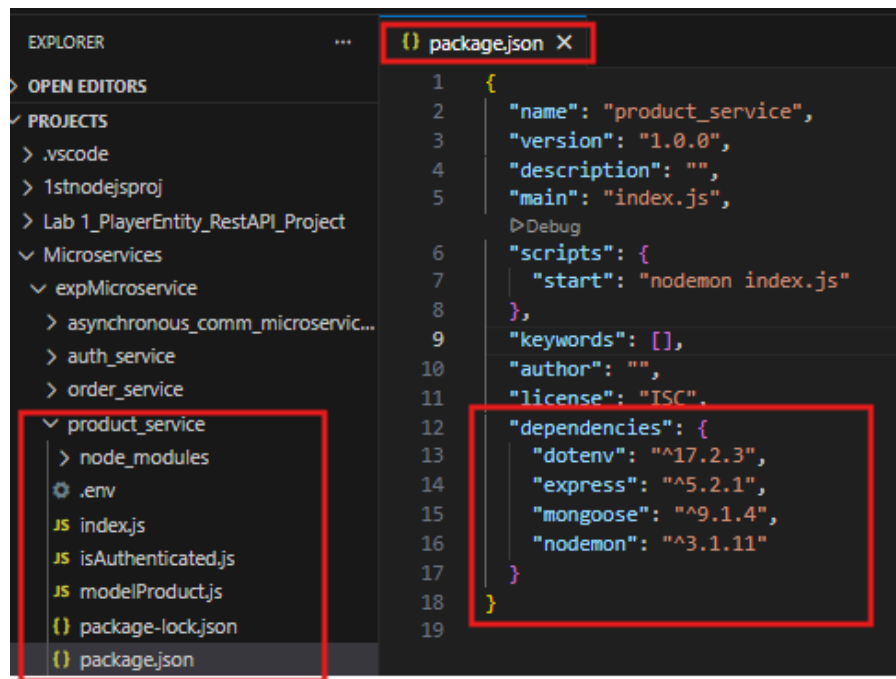 EXPLORER
...
OPEN EDITORS
PROJECTS
.vscode
1stnodejsproj
Lab 1_PlayerEntity_RestAPI_Project
Microservices
expMicroservice
asynchronous_comm_microservic...
auth_service
order_service
product_service
node_modules
.env
JS index.js
JS isAuthenticated.js
JS modelProduct.js
{} package-lock.json
{} package.json
{} package.json ×
1 {
2 "name": "product_service",
3 "version": "1.0.0",
4 "description": "",
5 "main": "index.js",
Debug
6 "scripts": {
7 "start": "nodemon index.js"
8 },
9 "keywords": [],
10 "author": "",
11 "license": "ISC",
12 "dependencies": {
13 "dotenv": "^17.2.3",
14 "express": "^5.2.1",
15 "mongoose": "^9.1.4",
16 "nodemon": "^3.1.11"
17 }
18 }
19